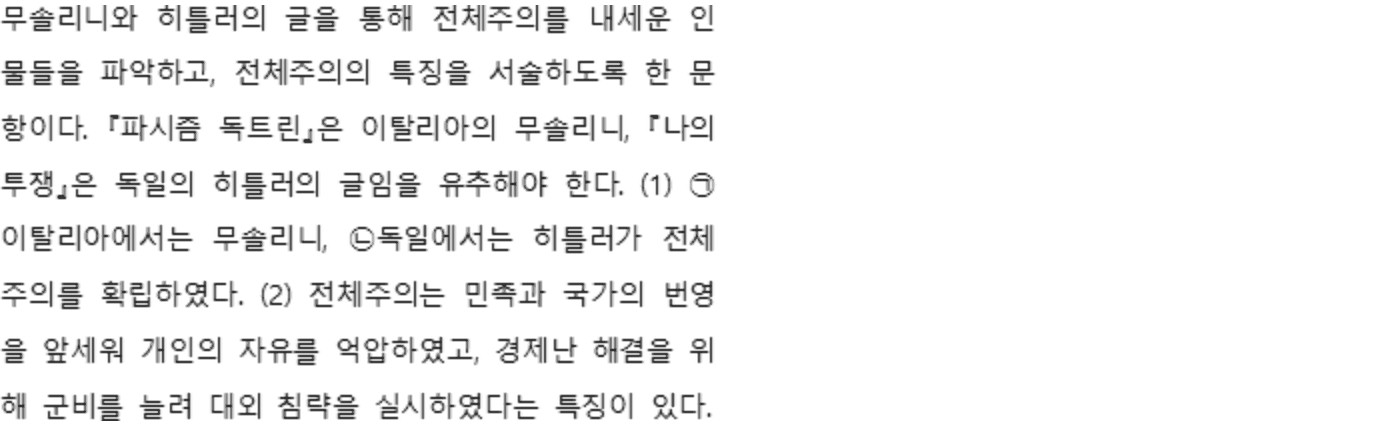 무솔리니와 히틀러의 글을 통해 전체주의를 내세운 인
물들을 파악하고, 전체주의의 특징을 서술하도록 한 문
항이다. 『파시즘 독트린』은 이탈리아의 무솔리니, 『나의
투쟁』은 독일의 히틀러의 글임을 유추해야 한다. (1) ㉠
이탈리아에서는 무솔리니, ㉡독일에서는 히틀러가 전체
주의를 확립하였다. (2) 전체주의는 민족과 국가의 번영
을 앞세워 개인의 자유를 억압하였고, 경제난 해결을 위
해 군비를 늘려 대외 침략을 실시하였다는 특징이 있다.